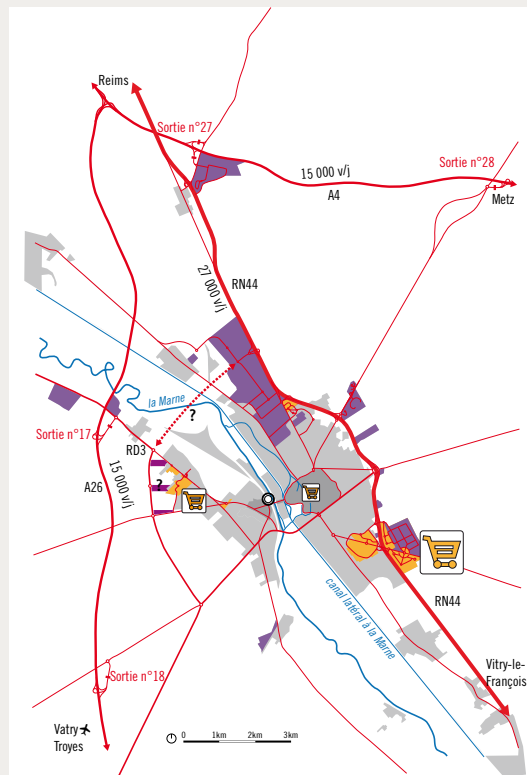 Reims
Sortie n°27
15 000 v/j
Sortie n°28
A4
Metz
27 000 v/j
RN44
la Marne
?
Sortie n°17
RD3
?
A26
15 000 v/j
canal latéral à la Marne
RN44
Vitry-le-
François
Sortie n°18
Vatry
Troyes
0 1km 2km 3km